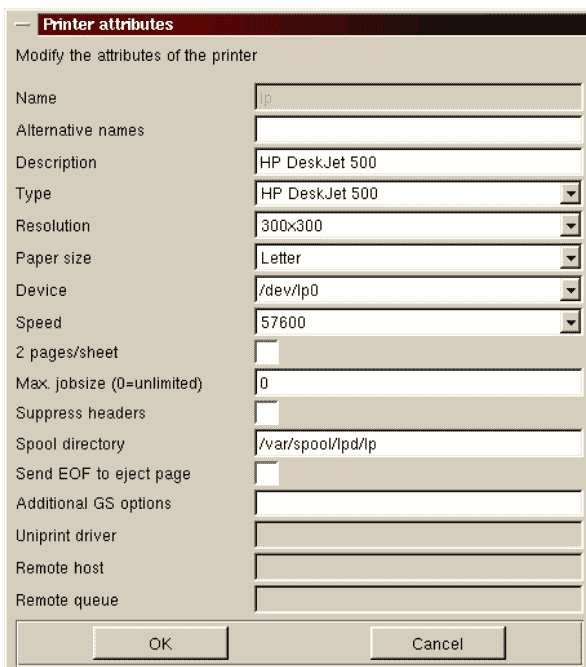 Printer attributes
Modify the attributes of the printer
Name lp
Alternative names
Description HP DeskJet 500
Type HP DeskJet 500
Resolution 300x300
Paper size Letter
Device /dev/lp0
Speed 57600
2 pages/sheet
Max. jobsize (0=unlimited) 0
Suppress headers
Spool directory /var/spool/lpd/lp
Send EOF to eject page
Additional GS options
Uniprint driver
Remote host
Remote queue
OK Cancel